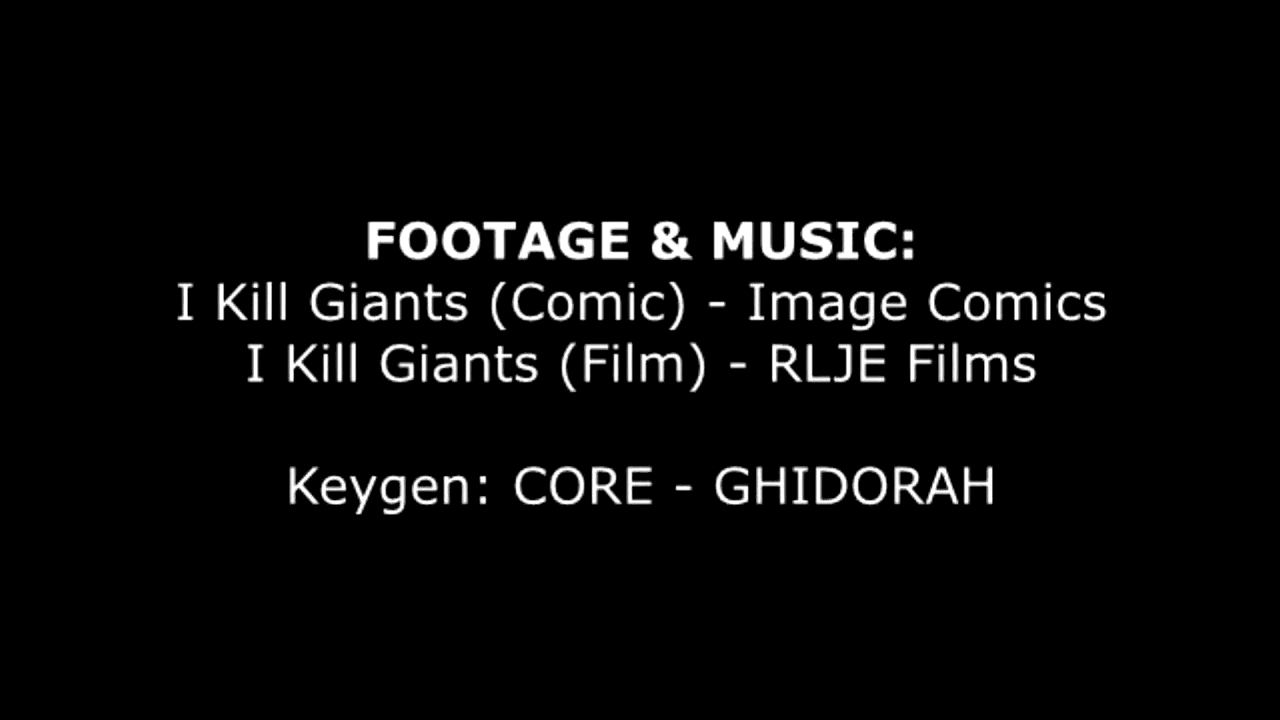 FOOTAGE & MUSIC:
I Kill Giants (Comic) - Image Comics
I Kill Giants (Film) - RLJE Films
Keygen: CORE - GHIDORAH